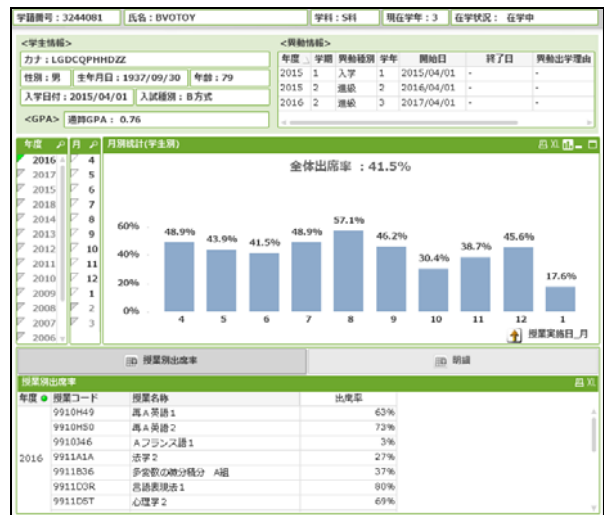 学籍番号：3244081 氏名：BVOTOY 学科：S科 現在学年：3 在学状況： 在学中
<学生情報>
カナ：LGDCQPHHDZZ
性別：男 生年月日：1937/09/30 年齢：79
入学日付：2015/04/01 入試種別：B方式
<GPA> 通算GPA： 0.76
<異動情報>
年度 学期 異動種別 学年 開始日 終了日 異動出学理由
2015 1 入学 1 2015/04/01 - -
2015 2 進級 2 2016/04/01 - -
2016 2 進級 3 2017/04/01 - -
年度 月 月別統計(学生別) XL
2016 4
2017 5
2015 6
2018 7
2014 8
2013 9
2012 10
2011 11
2010 12
2009 1
2008 2
2007 3
2006
全体出席率 ：41.5%
60%
40%
20%
0%
48.9% 43.9% 41.5% 48.9% 57.1% 46.2% 30.4% 38.7% 45.6% 17.6%
4 5 6 7 8 9 10 11 12 1
授業実施日_月
授業別出席率 明細
授業別出席率 XL
年度 授業コード 授業名称 出席率
2016
9910H49 再A英語1 63%
9910H50 再A英語2 73%
9910J46 Aフランス語1 3%
9911A1A 法学2 27%
9911B36 多変数の微分積分 A組 37%
9911D3R 言語表現法1 80%
9911D5T 心理学2 69%